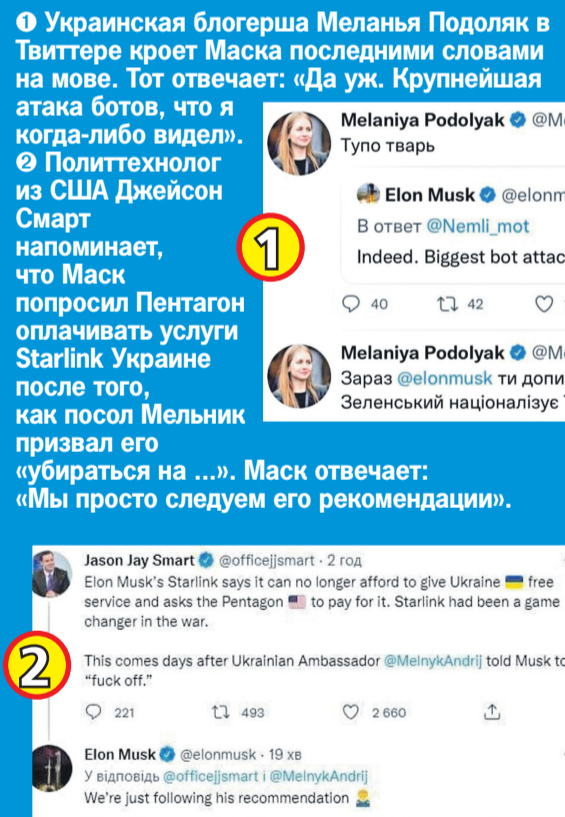 ❶ Украинская блогерша Меланья Подоляк в
Твиттере кроет Маска последними словами
на мове. Тот отвечает: «Да уж. Крупнейшая
атака ботов, что я
когда-либо видел».
❷ Политтехнолог
из США Джейсон
Смарт
напоминает,
что Маск
попросил Пентагон
оплачивать услуги
Starlink Украине
после того,
как посол Мельник
призвал его
«убираться на ...». Маск отвечает:
«Мы просто следуем его рекомендации».
1
Melaniya Podolyak @Me
Тупо тварь
Elon Musk @elonm
В ответ @Nemli_mot
Indeed. Biggest bot attac
40 42
Melaniya Podolyak @Me
Зараз @elonmusk ти допи
Зеленський націоналізує
2
Jason Jay Smart @officejjsmart · 2 год
Elon Musk's Starlink says it can no longer afford to give Ukraine 🇺🇦 free
service and asks the Pentagon 🇺🇸 to pay for it. Starlink had been a game
changer in the war.
This comes days after Ukrainian Ambassador @MelnykAndrij told Musk to
“fuck off.”
221 493 2 660
Elon Musk @elonmusk · 19 хв
У відповідь @officejjsmart і @MelnykAndrij
We're just following his recommendation 🤷‍♂️